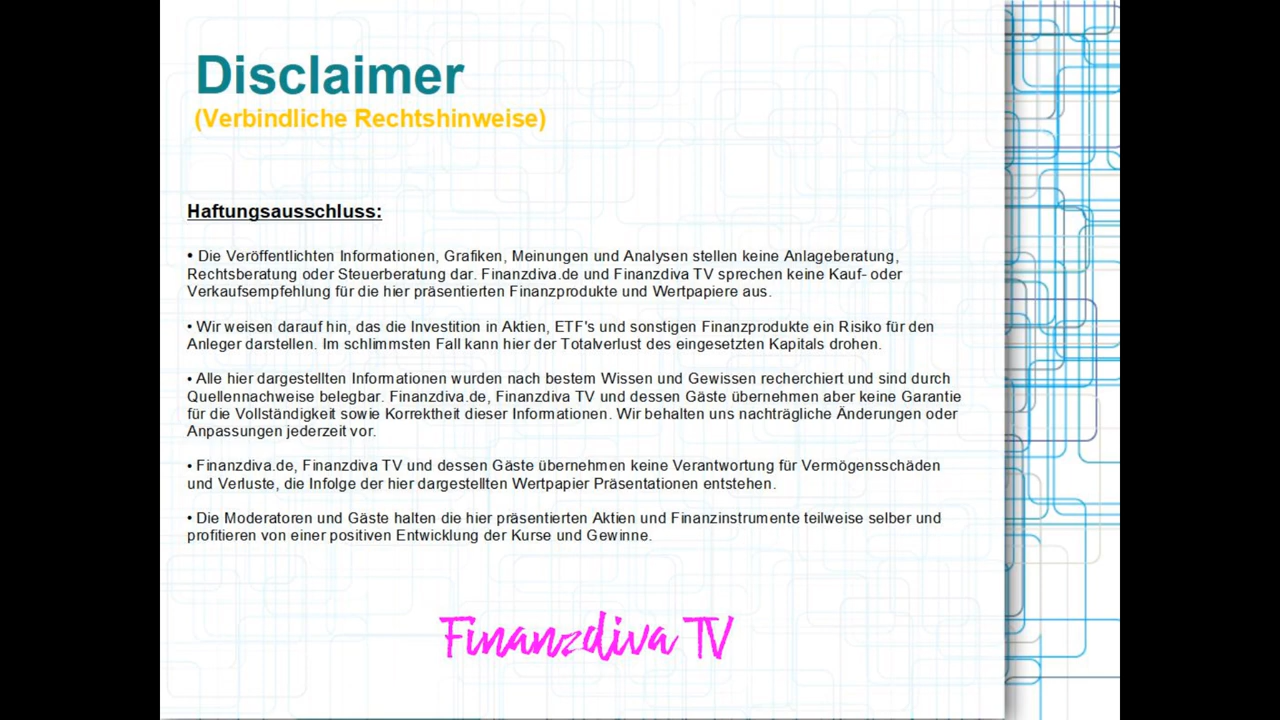 Disclaimer
(Verbindliche Rechtshinweise)
Haftungsausschluss:
• Die Veröffentlichten Informationen, Grafiken, Meinungen und Analysen stellen keine Anlageberatung,
Rechtsberatung oder Steuerberatung dar. Finanzdiva.de und Finanzdiva TV sprechen keine Kauf- oder
Verkaufsempfehlung für die hier präsentierten Finanzprodukte und Wertpapiere aus.
• Wir weisen darauf hin, das die Investition in Aktien, ETF's und sonstigen Finanzprodukte ein Risiko für den
Anleger darstellen. Im schlimmsten Fall kann hier der Totalverlust des eingesetzten Kapitals drohen.
• Alle hier dargestellten Informationen wurden nach bestem Wissen und Gewissen recherchiert und sind durch
Quellennachweise belegbar. Finanzdiva.de, Finanzdiva TV und dessen Gäste übernehmen aber keine Garantie
für die Vollständigkeit sowie Korrektheit dieser Informationen. Wir behalten uns nachträgliche Änderungen oder
Anpassungen jederzeit vor.
• Finanzdiva.de, Finanzdiva TV und dessen Gäste übernehmen keine Verantwortung für Vermögensschäden
und Verluste, die Infolge der hier dargestellten Wertpapier Präsentationen entstehen.
• Die Moderatoren und Gäste halten die hier präsentierten Aktien und Finanzinstrumente teilweise selber und
profitieren von einer positiven Entwicklung der Kurse und Gewinne.
Finanzdiva TV